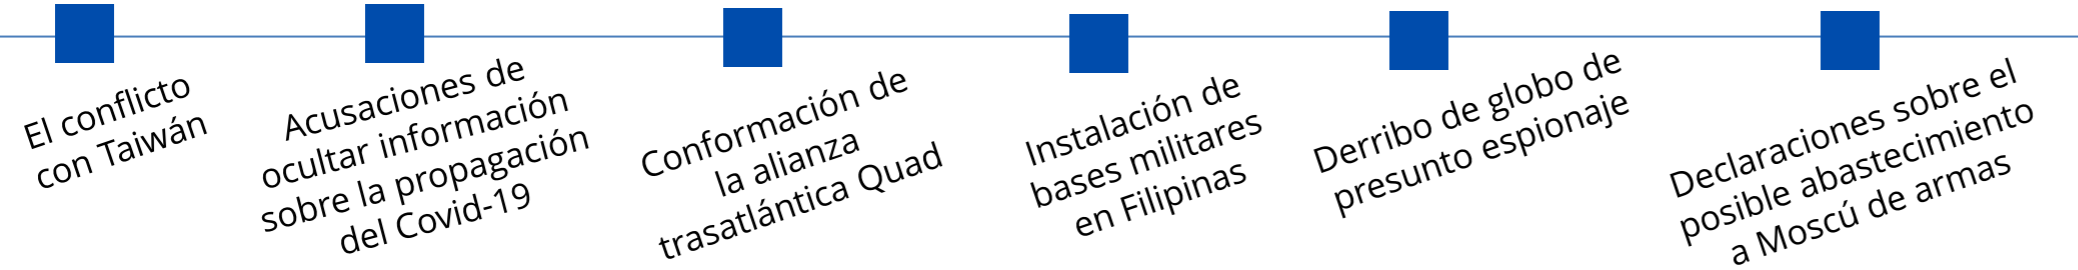 El conflicto
con Taiwán
Acusaciones de
ocultar información
sobre la propagación
del Covid-19
Conformación de
la alianza
trasatlántica Quad
Instalación de
bases militares
en Filipinas
Derribo de globo de
presunto espionaje
Declaraciones sobre el
posible abastecimiento
a Moscú de armas